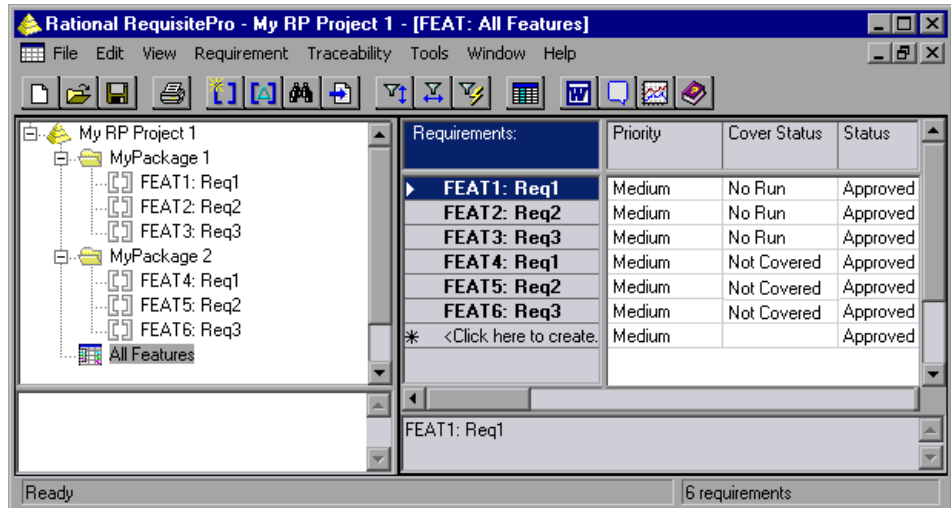 Rational RequisitePro - My RP Project 1 - [FEAT: All Features]
File Edit View Requirement Traceability Tools Window Help
My RP Project 1
MyPackage 1
FEAT1: Req1
FEAT2: Req2
FEAT3: Req3
MyPackage 2
FEAT4: Req1
FEAT5: Req2
FEAT6: Req3
All Features
Requirements: Priority Cover Status Status
FEAT1: Req1 Medium No Run Approved
FEAT2: Req2 Medium No Run Approved
FEAT3: Req3 Medium No Run Approved
FEAT4: Req1 Medium Not Covered Approved
FEAT5: Req2 Medium Not Covered Approved
FEAT6: Req3 Medium Not Covered Approved
<Click here to create. Medium Approved
FEAT1: Req1
Ready 6 requirements